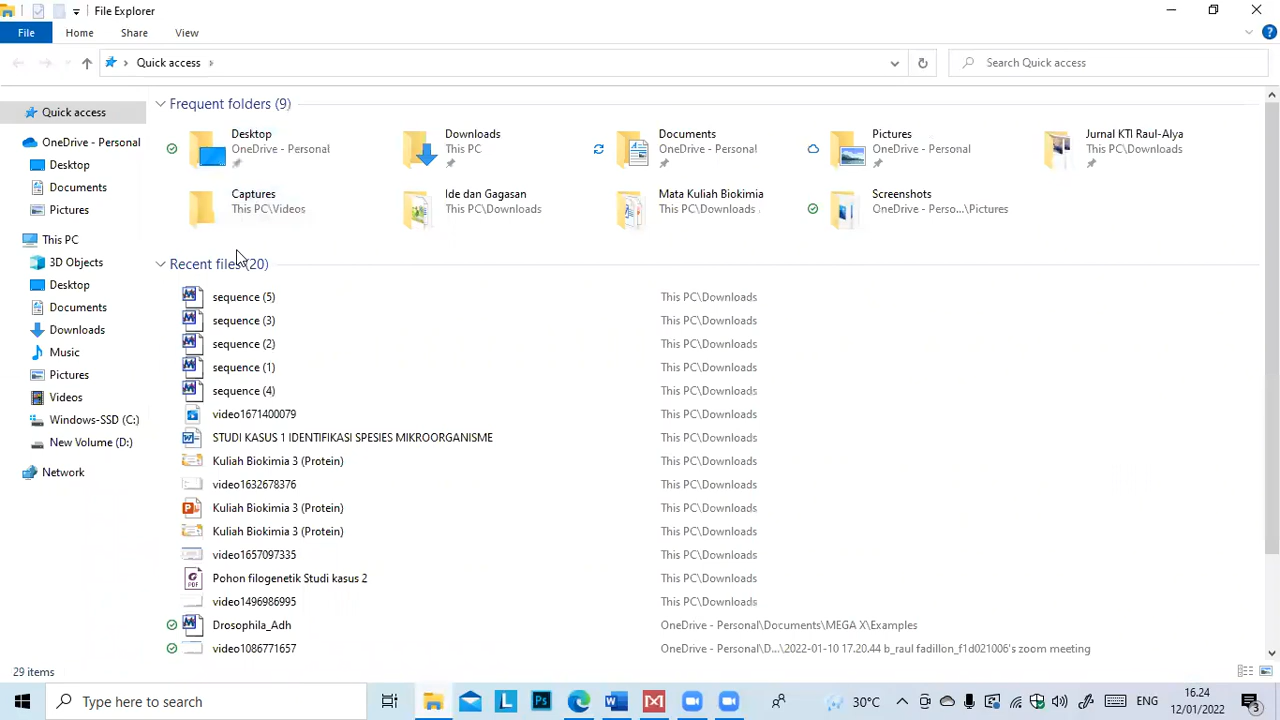 File Explorer
File Home Share View
Quick access
Search Quick access
Quick access
OneDrive - Personal
Desktop
Documents
Pictures
This PC
3D Objects
Desktop
Documents
Downloads
Music
Pictures
Videos
Windows-SSD (C:)
New Volume (D:)
Network
Frequent folders (9)
Desktop
OneDrive - Personal
Downloads
This PC
Documents
OneDrive - Personal
Pictures
OneDrive - Personal
Jurnal KTI Raul-Alya
This PC\Downloads
Captures
This PC\Videos
Ide dan Gagasan
This PC\Downloads
Mata Kuliah Biokimia
This PC\Downloads
Screenshots
OneDrive - Perso...\Pictures
Recent files (20)
sequence (5) This PC\Downloads
sequence (3) This PC\Downloads
sequence (2) This PC\Downloads
sequence (1) This PC\Downloads
sequence (4) This PC\Downloads
video1671400079 This PC\Downloads
STUDI KASUS 1 IDENTIFIKASI SPESIES MIKROORGANISME This PC\Downloads
Kuliah Biokimia 3 (Protein) This PC\Downloads
video1632678376 This PC\Downloads
Kuliah Biokimia 3 (Protein) This PC\Downloads
Kuliah Biokimia 3 (Protein) This PC\Downloads
video1657097335 This PC\Downloads
Pohon filogenetik Studi kasus 2 This PC\Downloads
video1496986995 This PC\Downloads
Drosophila_Adh OneDrive - Personal\Documents\MEGA X\Examples
video1086771657 OneDrive - Personal\D...\2022-01-10 17.20.44 b_raul fadillon_f1d021006's zoom meeting
29 items
Type here to search
30°C
ENG
16.24
12/01/2022
3